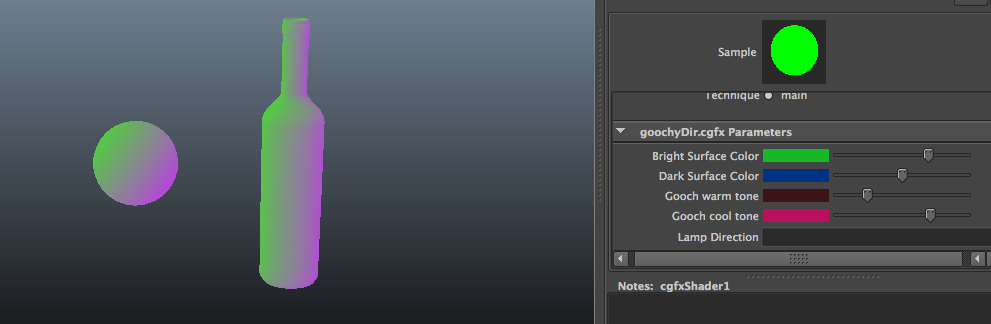 Sample
Technique main
goochyDir.cgfx Parameters
Bright Surface Color
Dark Surface Color
Gooch warm tone
Gooch cool tone
Lamp Direction
Notes: cgfxShader1